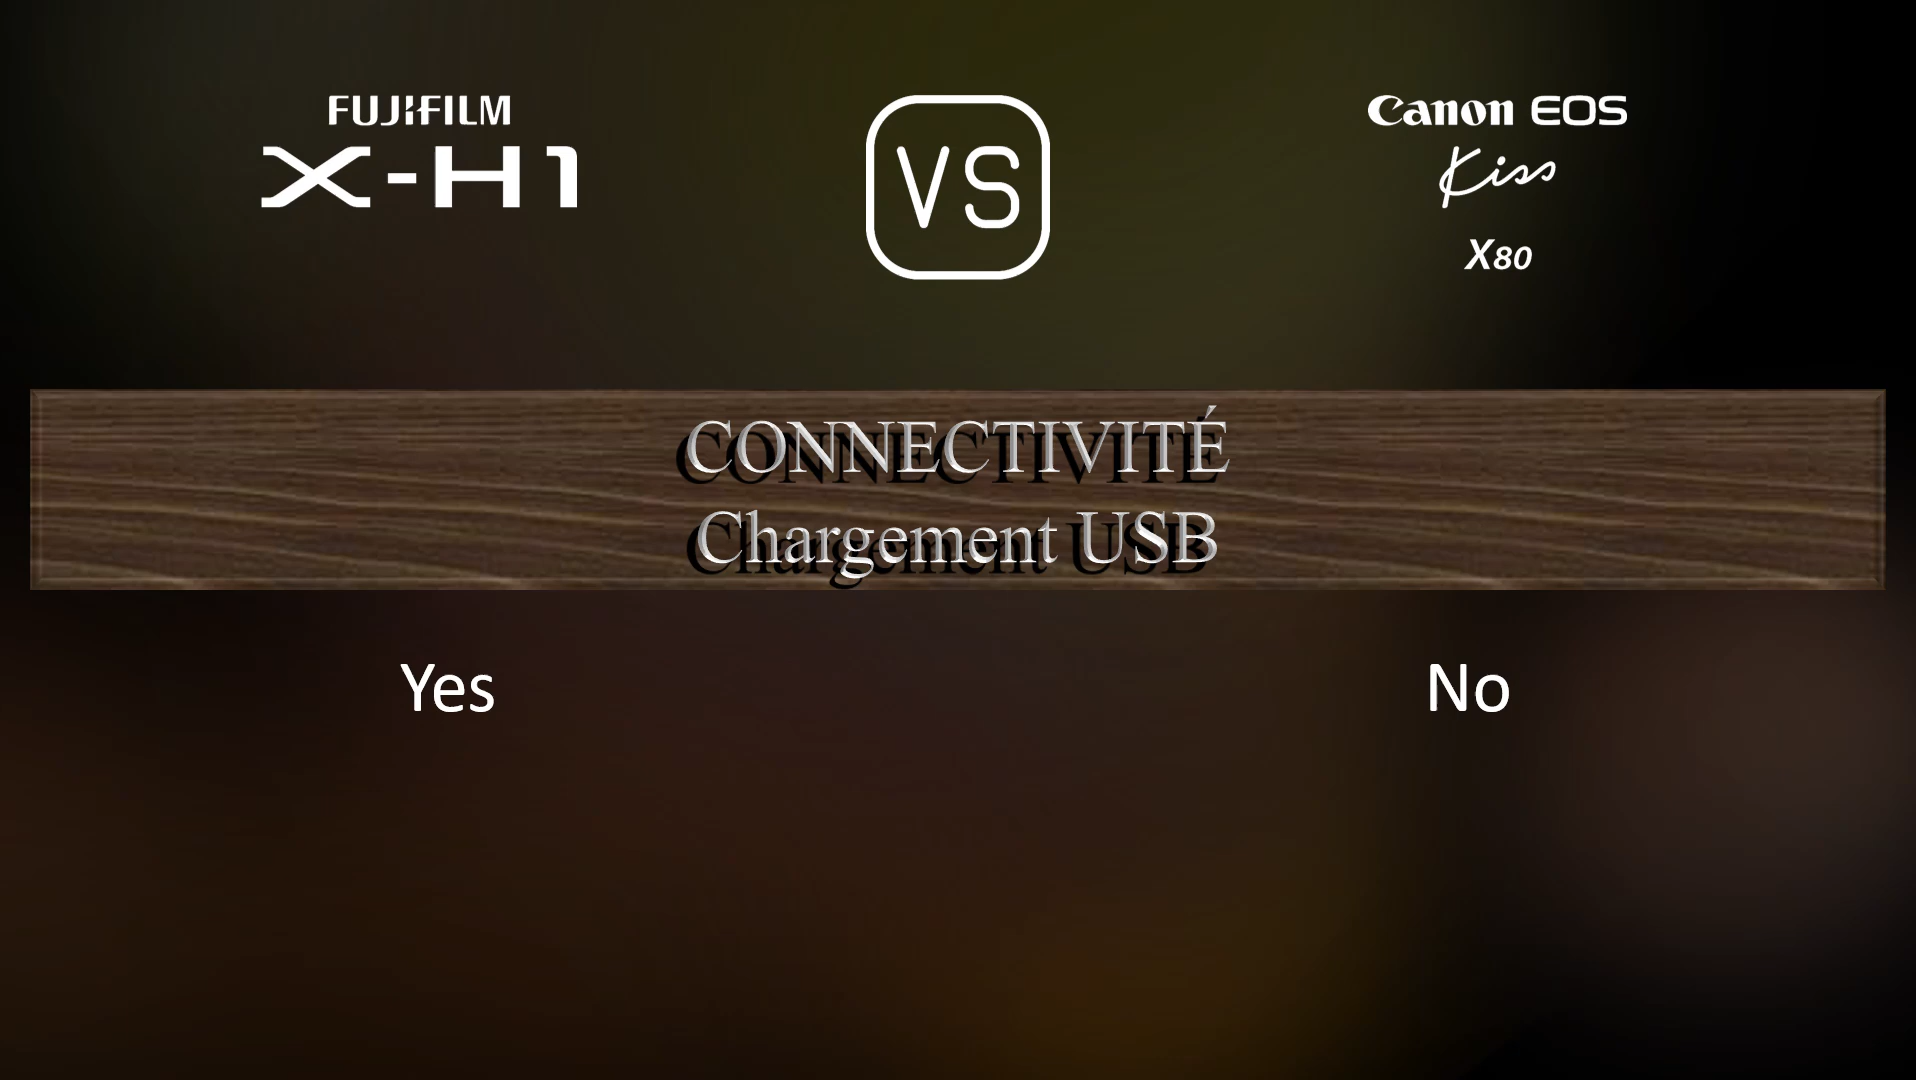 FUJIFILM
X-H1
VS
Canon EOS
Kiss
X80
CONNECTIVITÉ
Chargement USB
Yes
No